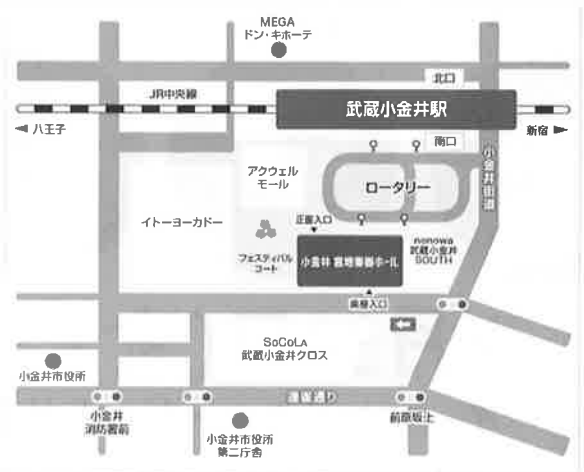 MEGA
ドン・キホーテ
北口
JR中央線
武蔵小金井駅
八王子
新宿
南口
小金井街道
アクウェル
モール
ロータリー
イトーヨーカドー
正面入口
フェスティバル
コート
小金井 宮地楽器ホール
nonowa
武蔵小金井
SOUTH
楽屋入口
SoCoLA
武蔵小金井クロス
小金井市役所
連雀通り
小金井
消防署前
前原坂上
小金井市役所
第二庁舎